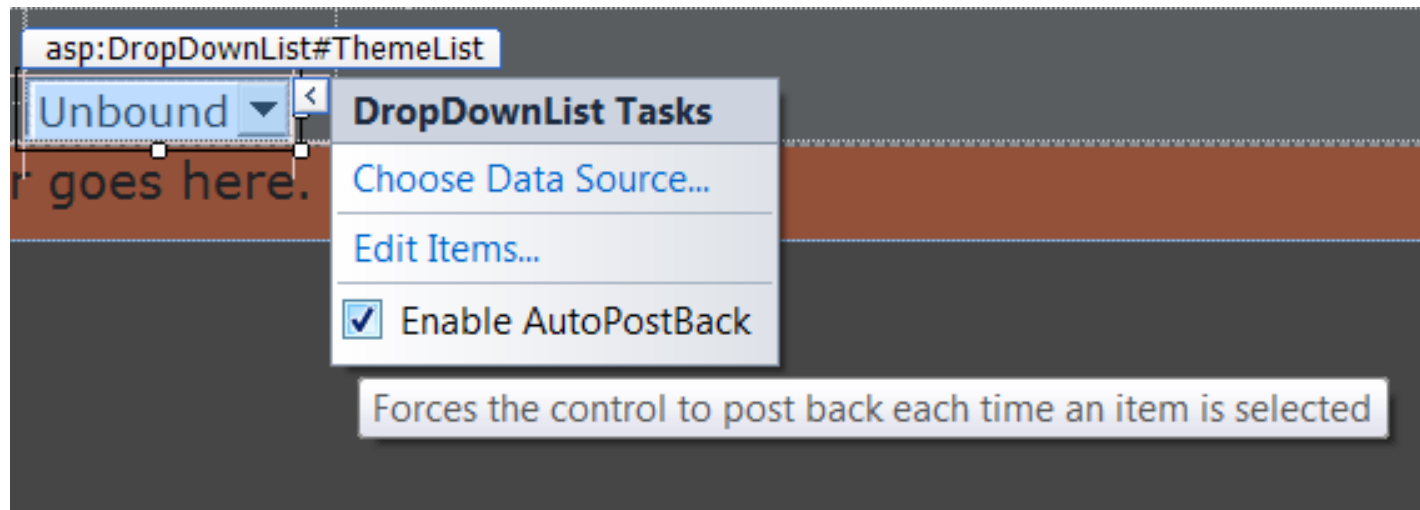 asp:DropDownList#ThemeList
Unbound
DropDownList Tasks
r goes here.
Choose Data Source...
Edit Items...
Enable AutoPostBack
Forces the control to post back each time an item is selected